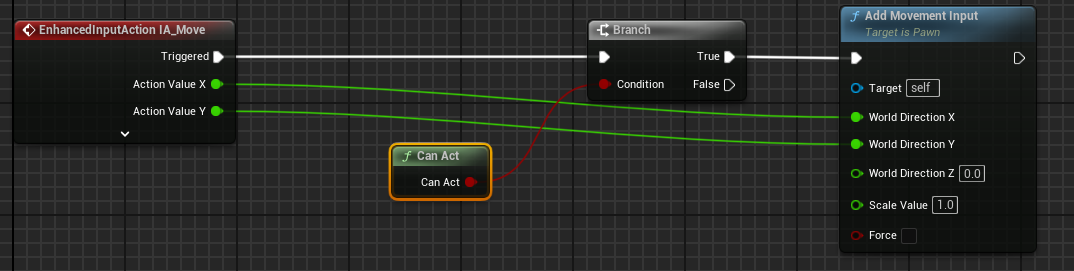 EnhancedInputAction IA_Move
Triggered
Action Value X
Action Value Y
Can Act
Can Act
Branch
True
Condition
False
Add Movement Input
Target is Pawn
Target self
World Direction X
World Direction Y
World Direction Z 0.0
Scale Value 1.0
Force